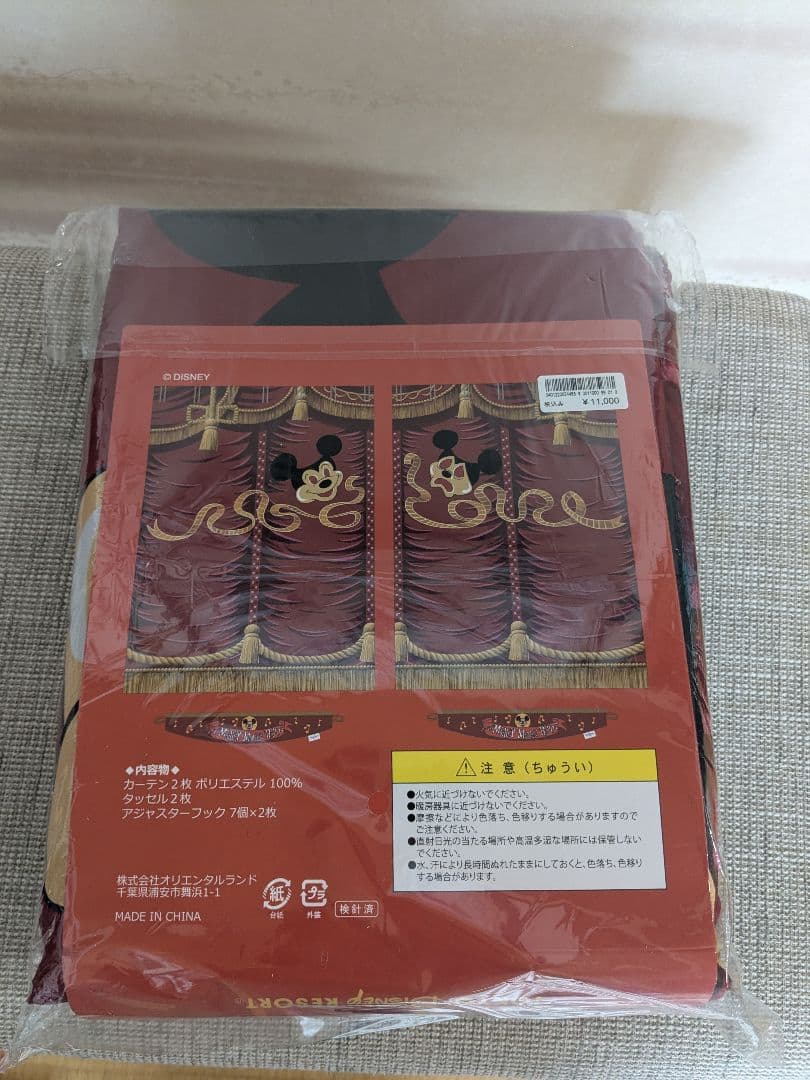 © DISNEY
税込み ¥11,000
Mickey Mouse
Mickey Mouse
◆内容物◆
カーテン2枚 ポリエステル 100%
タッセル2枚
アジャスターフック 7個×2枚
注 意（ちゅうい）
●火気に近づけないでください。
●暖房器具に近づけないでください。
●摩擦などにより色落ち、色移りする場合がありますので
ご注意ください。
●直射日光の当たる場所や高温多湿な場所には保管しない
でください。
●水、汗により長時間ぬれたままにしておくと、色落ち、色移り
する場合があります。
株式会社オリエンタルランド
千葉県浦安市舞浜1-1
MADE IN CHINA
紙
台紙
プラ
外装
検針済
DISNEY RESORT®